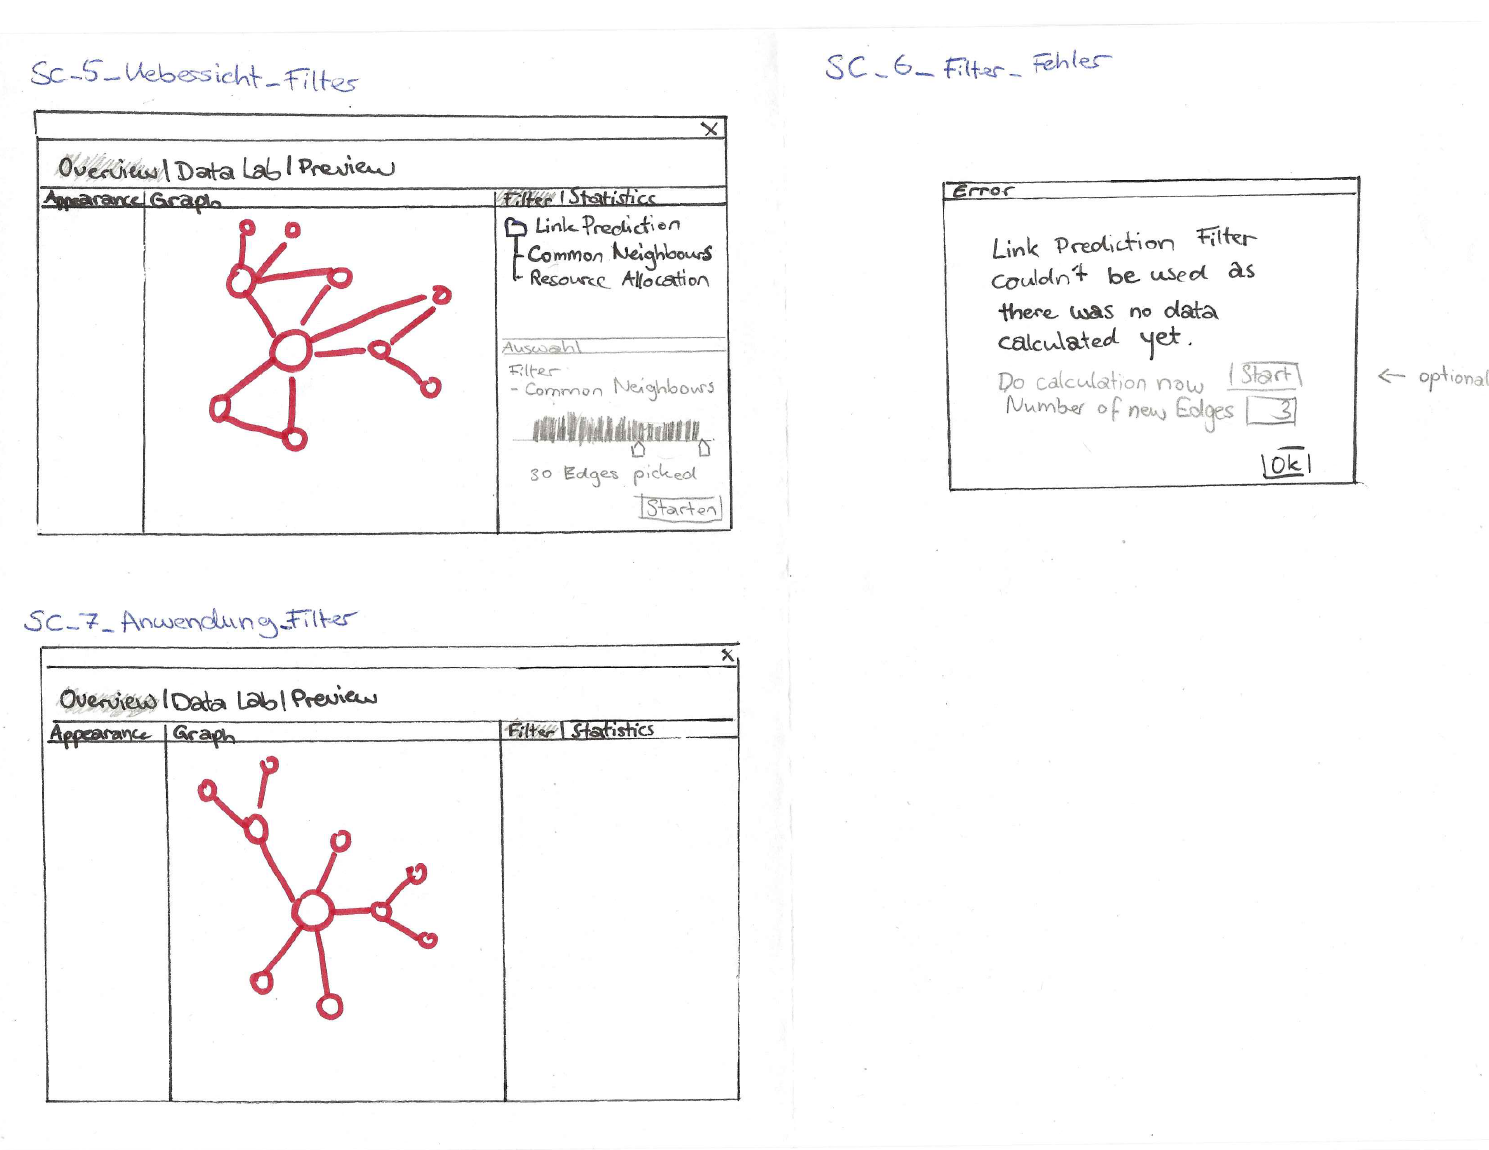 SC_5_Uebersicht_Filter
X
Overview | Data Lab | Preview
Appearance | Graph
Filter | Statistics
Link Prediction
Common Neighbours
Resource Allocation
Auswahl
Filter
- Common Neighbours
30 Edges picked
Starten
SC_6_Filter_Fehler
Error
Link Prediction Filter
couldn't be used as
there was no data
calculated yet.
Do calculation now |Start|
Number of new Edges 3
← optional
|Ok|
SC_7_Anwendung_Filter
X
Overview | Data Lab | Preview
Appearance | Graph
Filter | Statistics